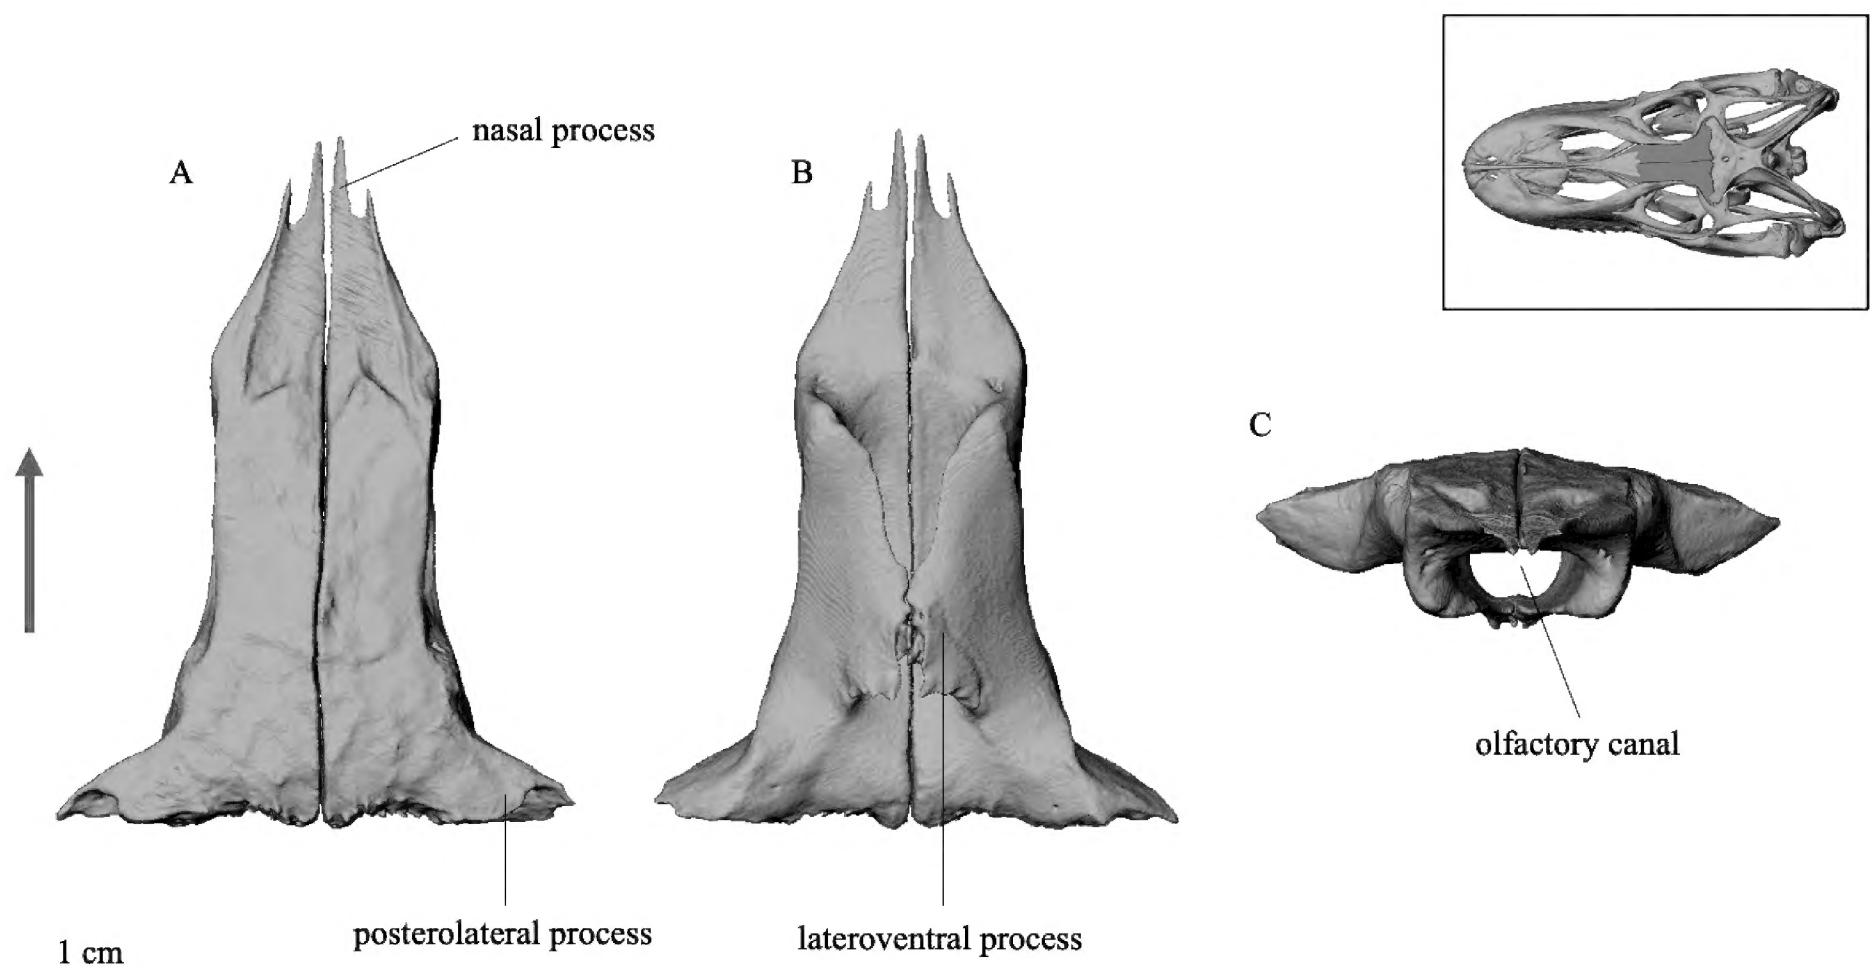 nasal process
A
B
C
olfactory canal
posterolateral process
lateroventral process
1 cm